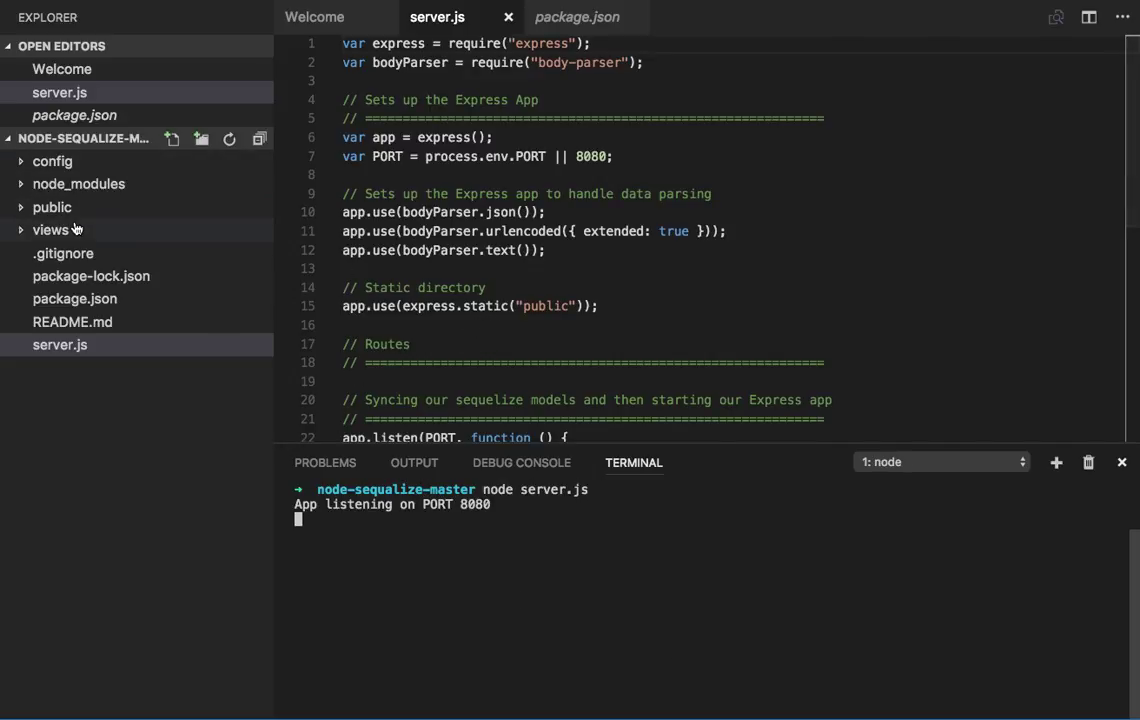 EXPLORER
Welcome
server.js
package.json
OPEN EDITORS
Welcome
server.js
package.json
NODE-SEQUALIZE-M...
config
node_modules
public
views
.gitignore
package-lock.json
package.json
README.md
server.js
1 var express = require("express");
2 var bodyParser = require("body-parser");
3
4 // Sets up the Express App
5 // =============================================================
6 var app = express();
7 var PORT = process.env.PORT || 8080;
8
9 // Sets up the Express app to handle data parsing
10 app.use(bodyParser.json());
11 app.use(bodyParser.urlencoded({ extended: true }));
12 app.use(bodyParser.text());
13
14 // Static directory
15 app.use(express.static("public"));
16
17 // Routes
18 // =============================================================
19
20 // Syncing our sequelize models and then starting our Express app
21 // =============================================================
22 app.listen(PORT, function () {
PROBLEMS
OUTPUT
DEBUG CONSOLE
TERMINAL
1: node
➜ node-sequalize-master node server.js
App listening on PORT 8080